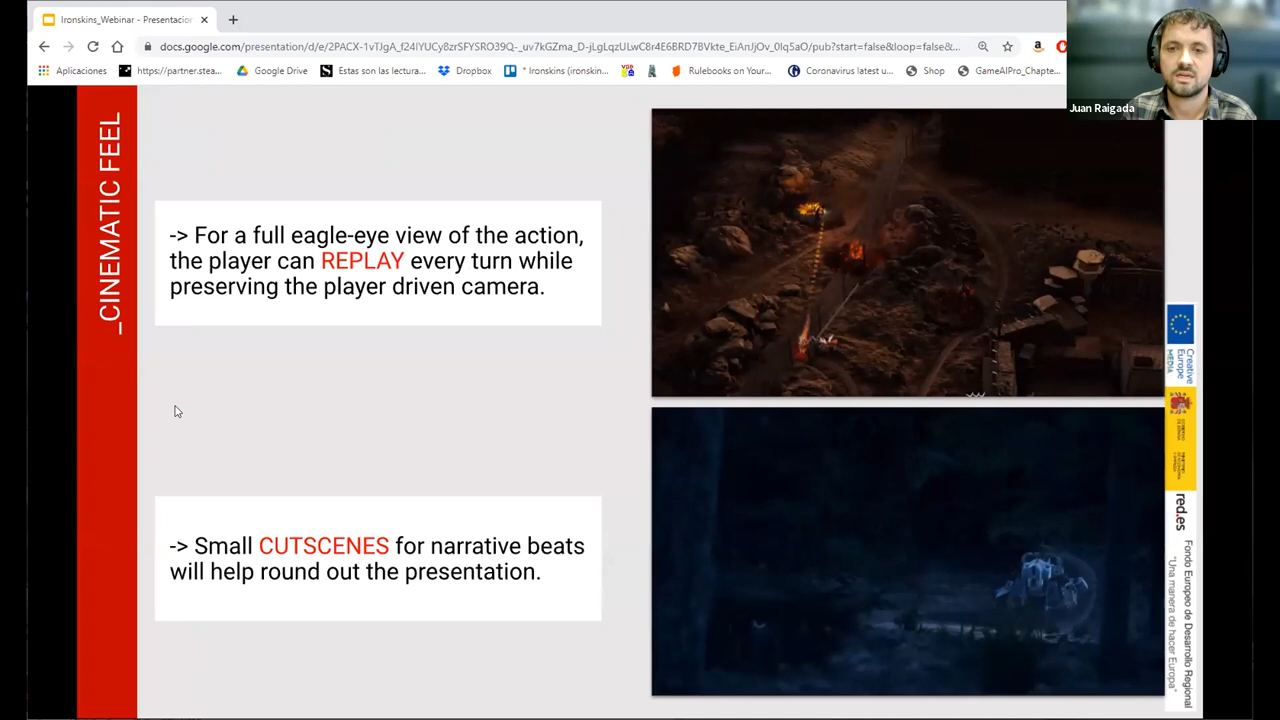 Ironskins_Webinar - Presentacion
docs.google.com/presentation/d/e/2PACX-1vTJgA_f24IYUCy8zrSFYSRO39Q-_uv7kGZma_D-jLgLqzULwC8r4E6BRD7BVkte_EiAnJjOv_0Iq5aO/pub?start=false&loop=false&...
Aplicaciones
https://partner.stea...
Google Drive
Estas son las lectura...
Dropbox
* Ironskins (ironskin...
Rulebooks on Your...
Coronavirus latest u...
Shop
GameAIPro_Chapte...
Juan Raigada
_CINEMATIC FEEL
-> For a full eagle-eye view of the action,
the player can REPLAY every turn while
preserving the player driven camera.
-> Small CUTSCENES for narrative beats
will help round out the presentation.
Creative
Europe
MEDIA
red.es
Fondo Europeo de Desarrollo Regional
"Una manera de hacer Europa"